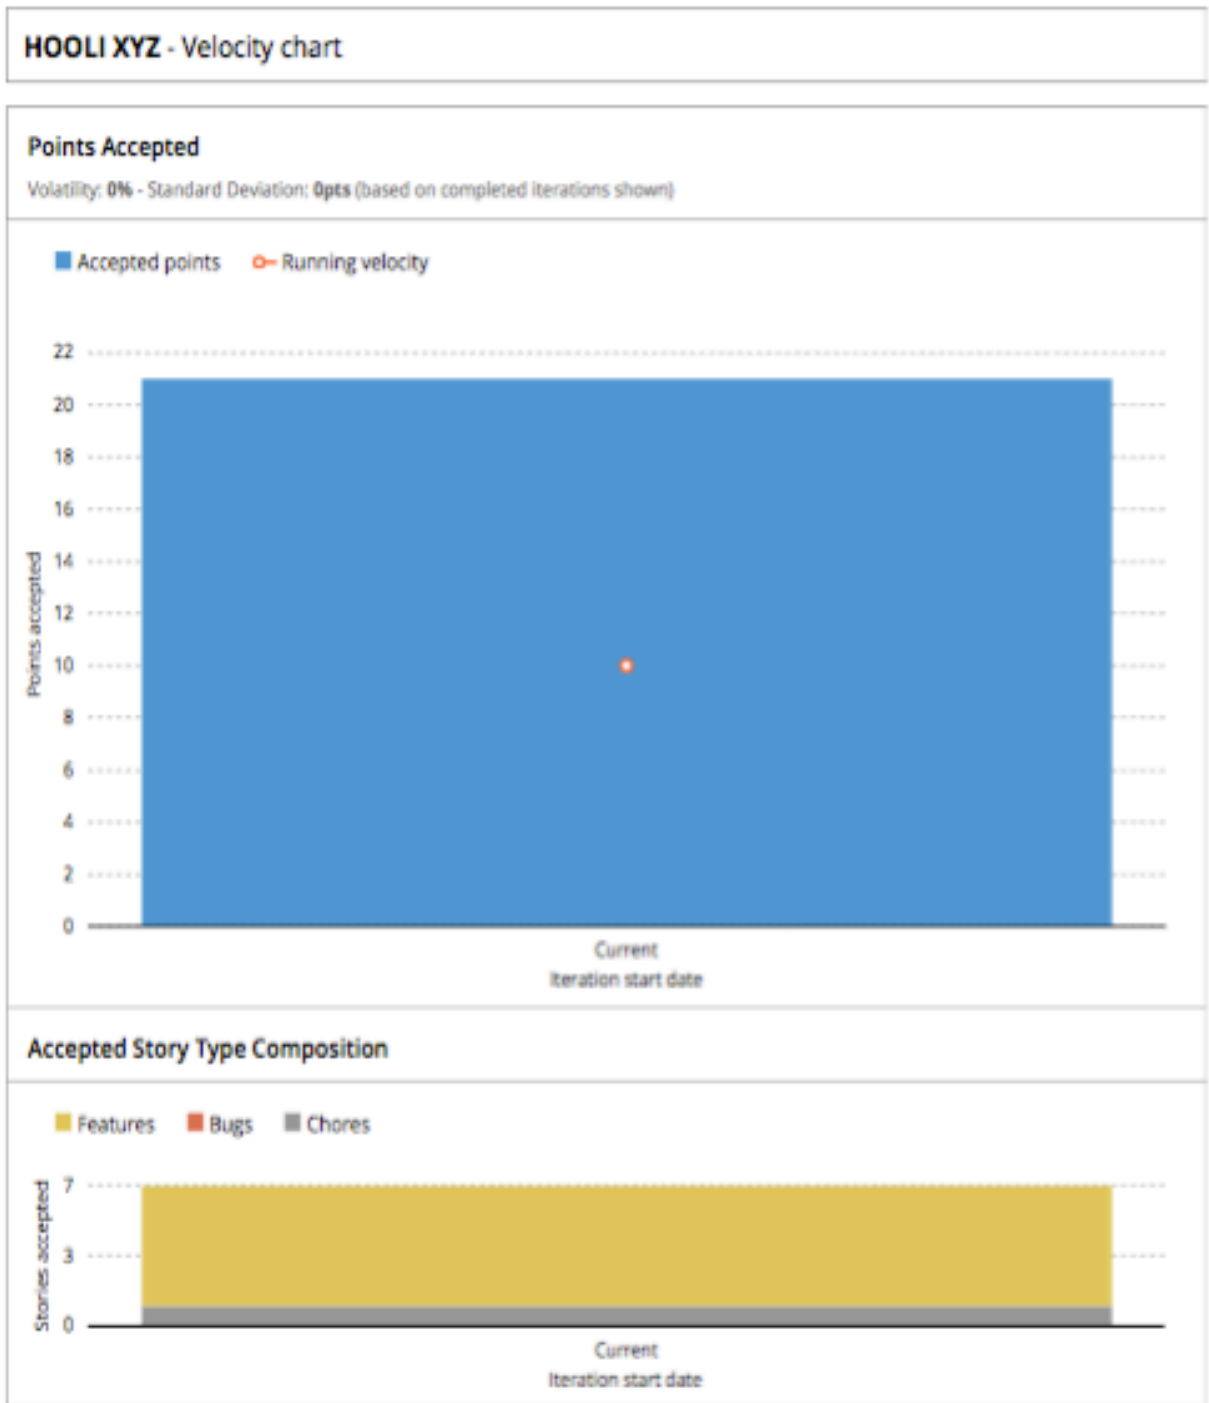 HOOLI XYZ - Velocity chart
Points Accepted
Volatility: 0% - Standard Deviation: 0pts (based on completed iterations shown)
Accepted points Running velocity
22
20
18
16
14
12
10
8
6
4
2
0
Points accepted
Current
Iteration start date
Accepted Story Type Composition
Features Bugs Chores
7
3
0
Stories accepted
Current
Iteration start date